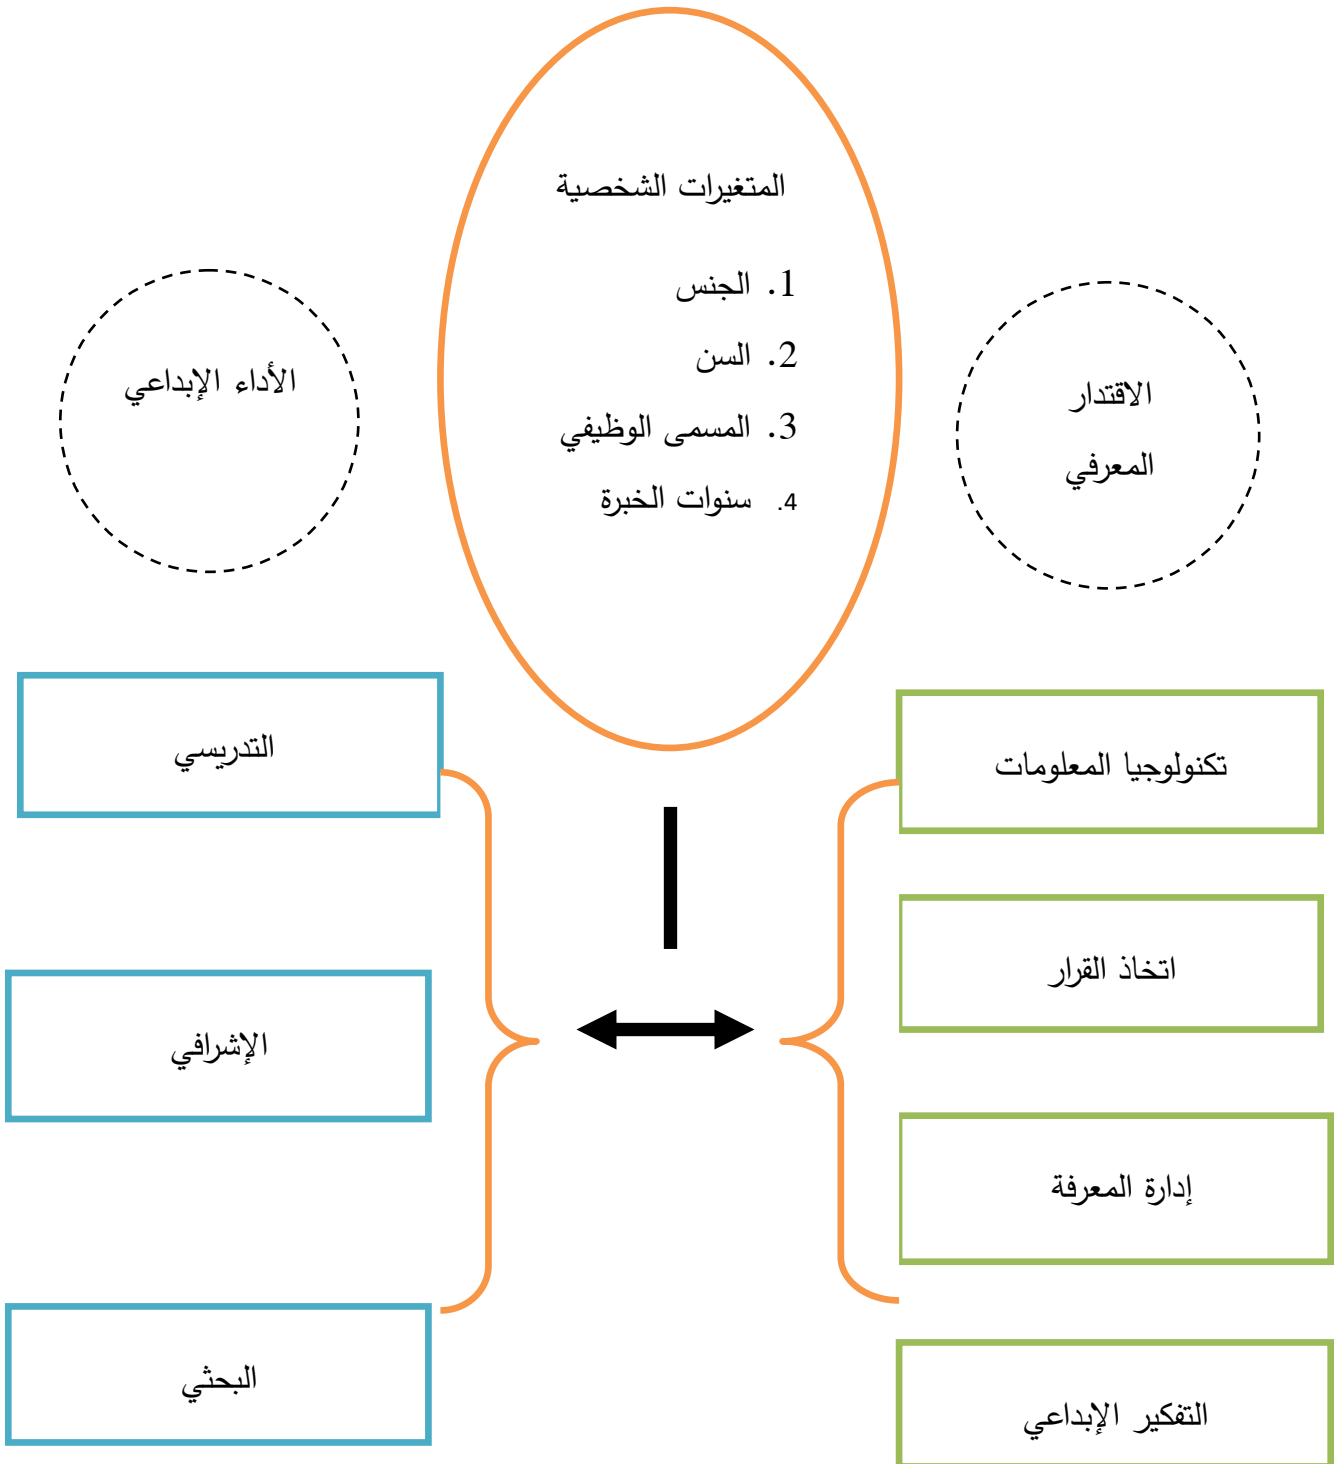 المتغيرات الشخصية
1. الجنس
2. السن
3. المسمى الوظيفي
4. سنوات الخبرة
الاقتدار
المعرفي
الأداء الإبداعي
تكنولوجيا المعلومات
اتخاذ القرار
إدارة المعرفة
التفكير الإبداعي
التدريسي
الإشرافي
البحثي